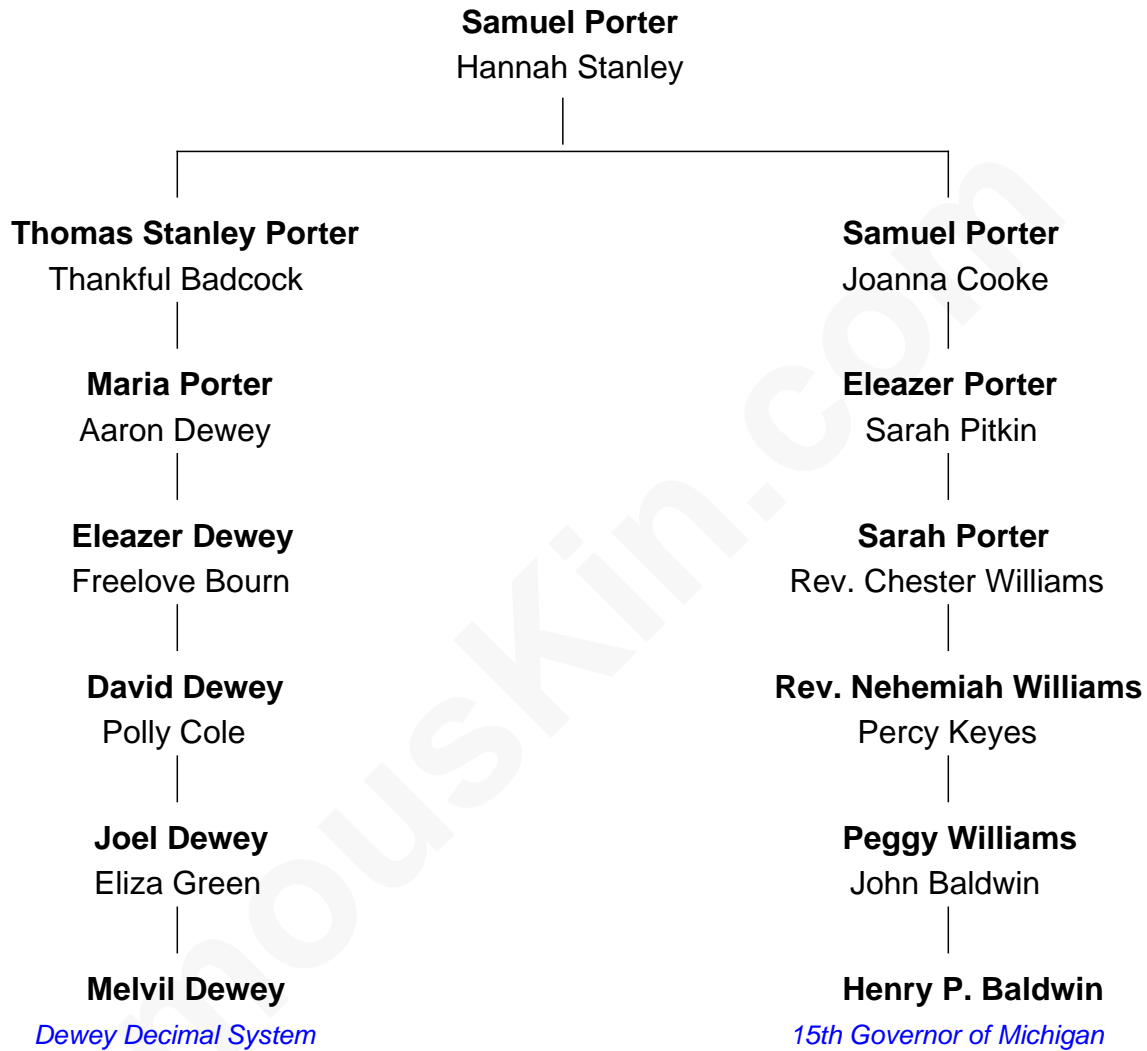 Samuel Porter
Hannah Stanley
Thomas Stanley Porter
Thankful Badcock
Samuel Porter
Joanna Cooke
Maria Porter
Aaron Dewey
Eleazer Porter
Sarah Pitkin
Eleazer Dewey
Freelove Bourn
Sarah Porter
Rev. Chester Williams
David Dewey
Polly Cole
Rev. Nehemiah Williams
Percy Keyes
Joel Dewey
Eliza Green
Peggy Williams
John Baldwin
Melvil Dewey
Dewey Decimal System
Henry P. Baldwin
15th Governor of Michigan
mousKin.com